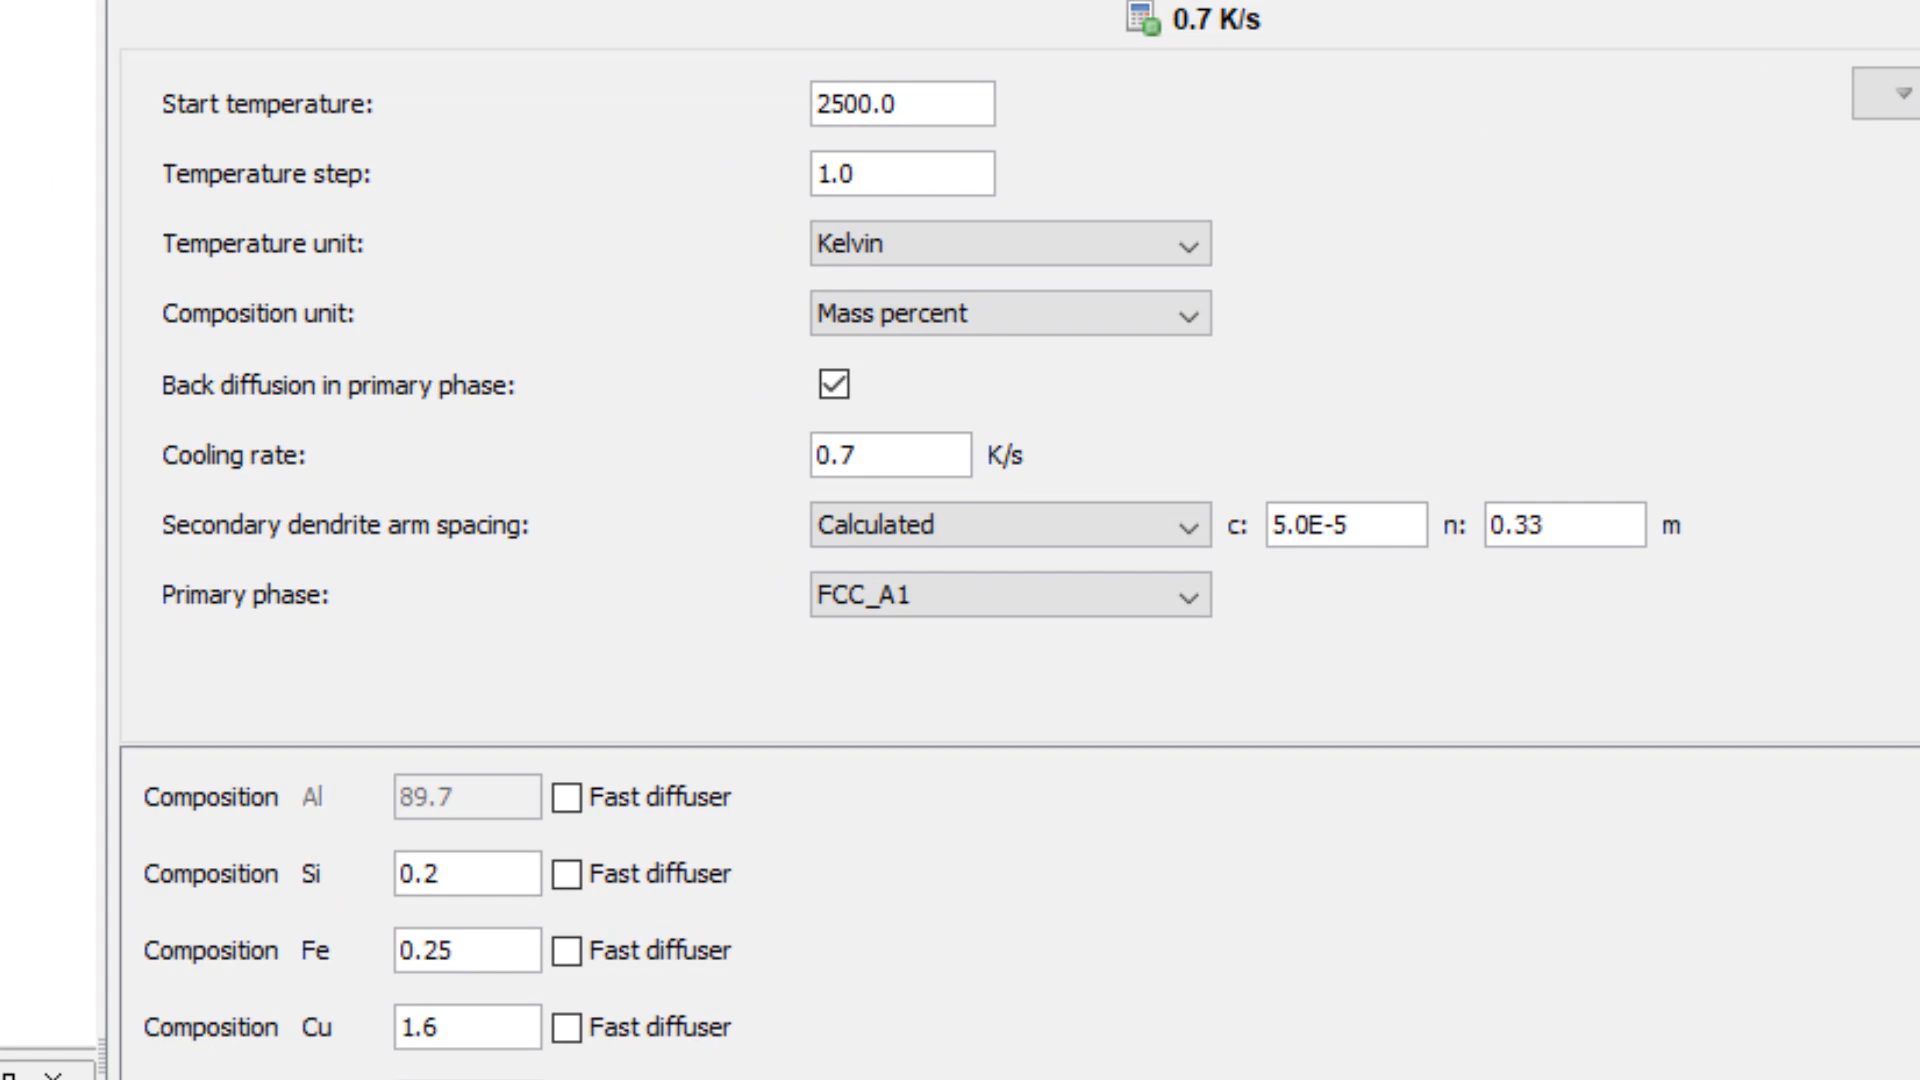 0.7 K/s
Start temperature: 2500.0
Temperature step: 1.0
Temperature unit: Kelvin
Composition unit: Mass percent
Back diffusion in primary phase:
Cooling rate: 0.7 K/s
Secondary dendrite arm spacing: Calculated c: 5.0E-5 n: 0.33 m
Primary phase: FCC_A1
Composition Al 89.7 Fast diffuser
Composition Si 0.2 Fast diffuser
Composition Fe 0.25 Fast diffuser
Composition Cu 1.6 Fast diffuser